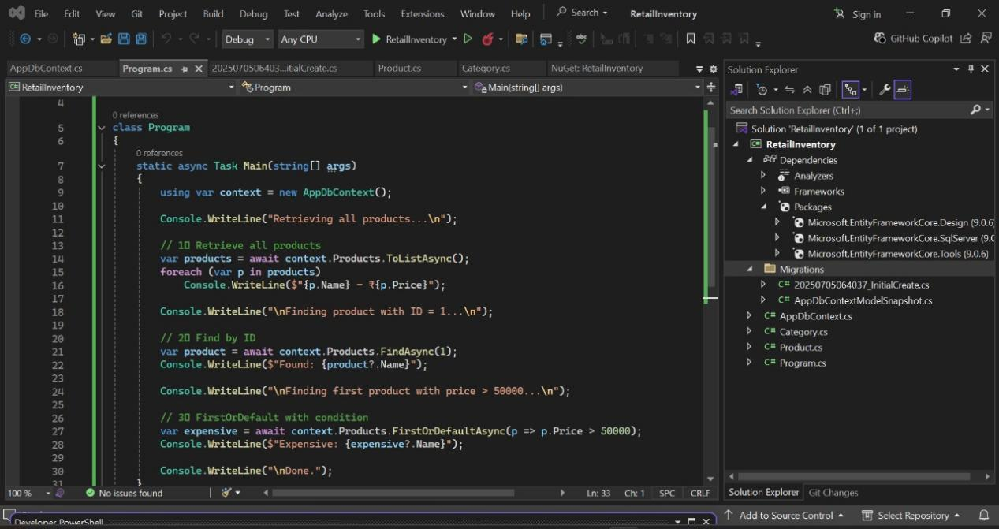 File Edit View Git Project Build Debug Test Analyze Tools Extensions Window Help Search RetailInventory Sign in
Debug Any CPU RetailInventory GitHub Copilot
AppDbContext.cs Program.cs 2025070506403...itialCreate.cs Product.cs Category.cs NuGet: RetailInventory
RetailInventory Program Main(string[] args)
4
0 references
5 class Program
6 {
0 references
7 static async Task Main(string[] args)
8 {
9 using var context = new AppDbContext();
10
11 Console.WriteLine("Retrieving all products...\n");
12
13 // 1 Retrieve all products
14 var products = await context.Products.ToListAsync();
15 foreach (var p in products)
16 Console.WriteLine($"{p.Name} - ₹{p.Price}");
17
18 Console.WriteLine("\nFinding product with ID = 1...\n");
19
20 // 2 Find by ID
21 var product = await context.Products.FindAsync(1);
22 Console.WriteLine($"Found: {product?.Name}");
23
24 Console.WriteLine("\nFinding first product with price > 50000...\n");
25
26 // 3 FirstOrDefault with condition
27 var expensive = await context.Products.FirstOrDefaultAsync(p => p.Price > 50000);
28 Console.WriteLine($"Expensive: {expensive?.Name}");
29
30 Console.WriteLine("\nDone.");
31 }
100 % No issues found Ln: 33 Ch: 1 SPC CRLF
Developer PowerShell
Solution Explorer
Search Solution Explorer (Ctrl+;)
Solution 'RetailInventory' (1 of 1 project)
RetailInventory
Dependencies
Analyzers
Frameworks
Packages
Microsoft.EntityFrameworkCore.Design (9.0.6
Microsoft.EntityFrameworkCore.SqlServer (9.0
Microsoft.EntityFrameworkCore.Tools (9.0.6)
Migrations
C# 20250705064037_InitialCreate.cs
C# AppDbContextModelSnapshot.cs
C# AppDbContext.cs
C# Category.cs
C# Product.cs
C# Program.cs
Solution Explorer Git Changes
Add to Source Control Select Repository